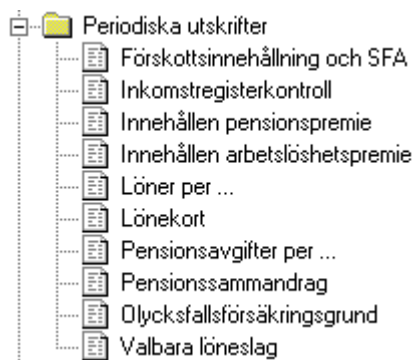 Periodiska utskrifter
Förskottsinnehållning och SFA
Inkomstregisterkontroll
Innehållen pensionspremie
Innehållen arbetslöshetspremie
Löner per ...
Lönekort
Pensionsavgifter per ...
Pensionssammandrag
Olycksfallsförsäkringsgrund
Valbara löneslag